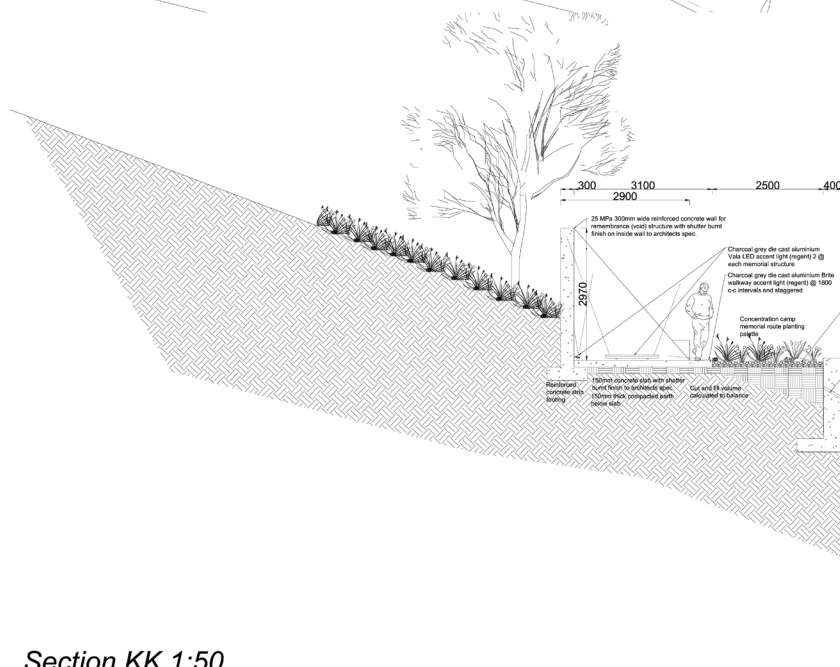 300 3100 2500 400
2900
25 MPa 300mm wide reinforced concrete wall for
remembrance (void) structure with shutter burnt
finish on inside wall to architects spec.
Charcoal grey die cast aluminium
Vala LED accent light (regent) 2 @
each memorial structure
Charcoal grey die cast aluminium Brite
walkway accent light (regent) @ 1800
c-c intervals and staggered
2970
Concentration camp
memorial route planting
palette
Reinforced
concrete strip
footing
150mm concrete slab with shutter
burnt finish to architects spec
150mm thick compacted earth
below slab
Cut and fill volume
calculated to balance
Section KK 1:50